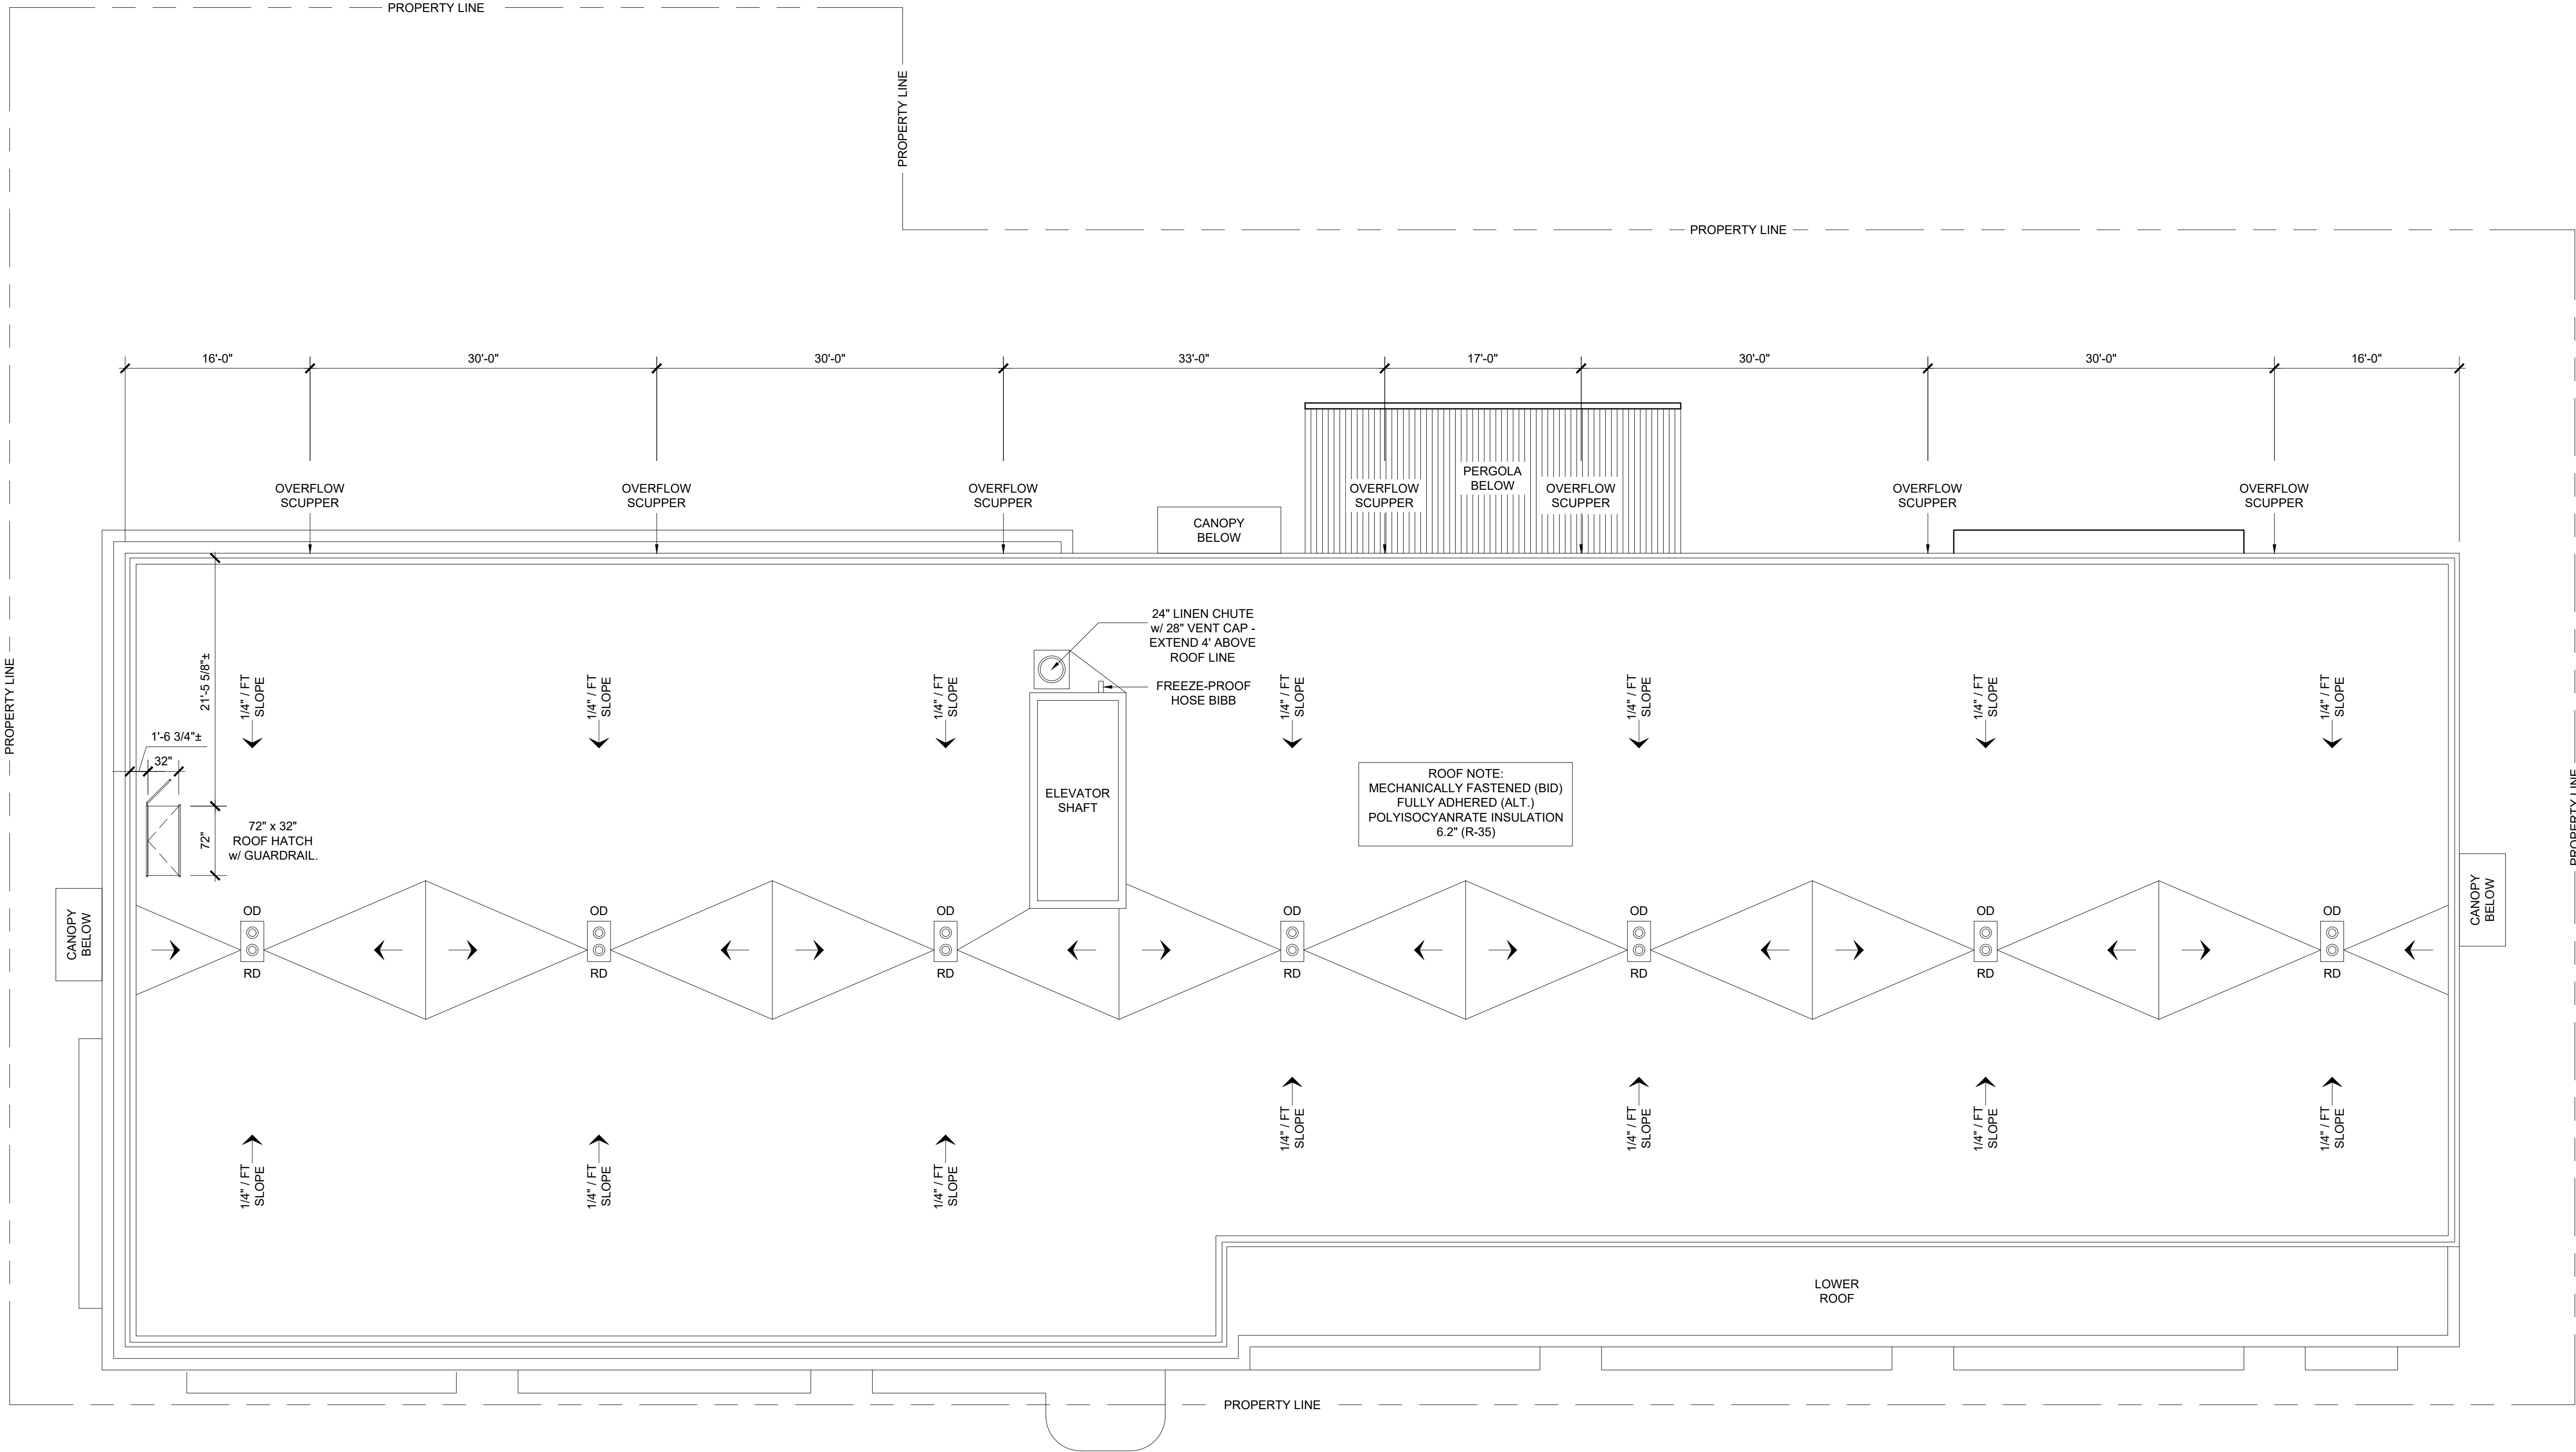 PROPERTY LINE
PROPERTY LINE
PROPERTY LINE
16'-0"
30'-0"
30'-0"
33'-0"
17'-0"
30'-0"
30'-0"
16'-0"
OVERFLOW
SCUPPER
OVERFLOW
SCUPPER
OVERFLOW
SCUPPER
CANOPY
BELOW
OVERFLOW
SCUPPER
PERGOLA
BELOW
OVERFLOW
SCUPPER
OVERFLOW
SCUPPER
OVERFLOW
SCUPPER
24" LINEN CHUTE
w/ 28" VENT CAP -
EXTEND 4' ABOVE
ROOF LINE
FREEZE-PROOF
HOSE BIBB
PROPERTY LINE
21'-5 5/8"±
1/4" / FT
SLOPE
1/4" / FT
SLOPE
1/4" / FT
SLOPE
1/4" / FT
SLOPE
1/4" / FT
SLOPE
1/4" / FT
SLOPE
1/4" / FT
SLOPE
1'-6 3/4"±
32"
72"
72" x 32"
ROOF HATCH
w/ GUARDRAIL.
ELEVATOR
SHAFT
ROOF NOTE:
MECHANICALLY FASTENED (BID)
FULLY ADHERED (ALT.)
POLYISOCYANRATE INSULATION
6.2" (R-35)
PROPERTY LINE
CANOPY
BELOW
OD
RD
OD
RD
OD
RD
OD
RD
OD
RD
OD
RD
OD
RD
CANOPY
BELOW
1/4" / FT
SLOPE
1/4" / FT
SLOPE
1/4" / FT
SLOPE
1/4" / FT
SLOPE
1/4" / FT
SLOPE
1/4" / FT
SLOPE
1/4" / FT
SLOPE
LOWER
ROOF
PROPERTY LINE